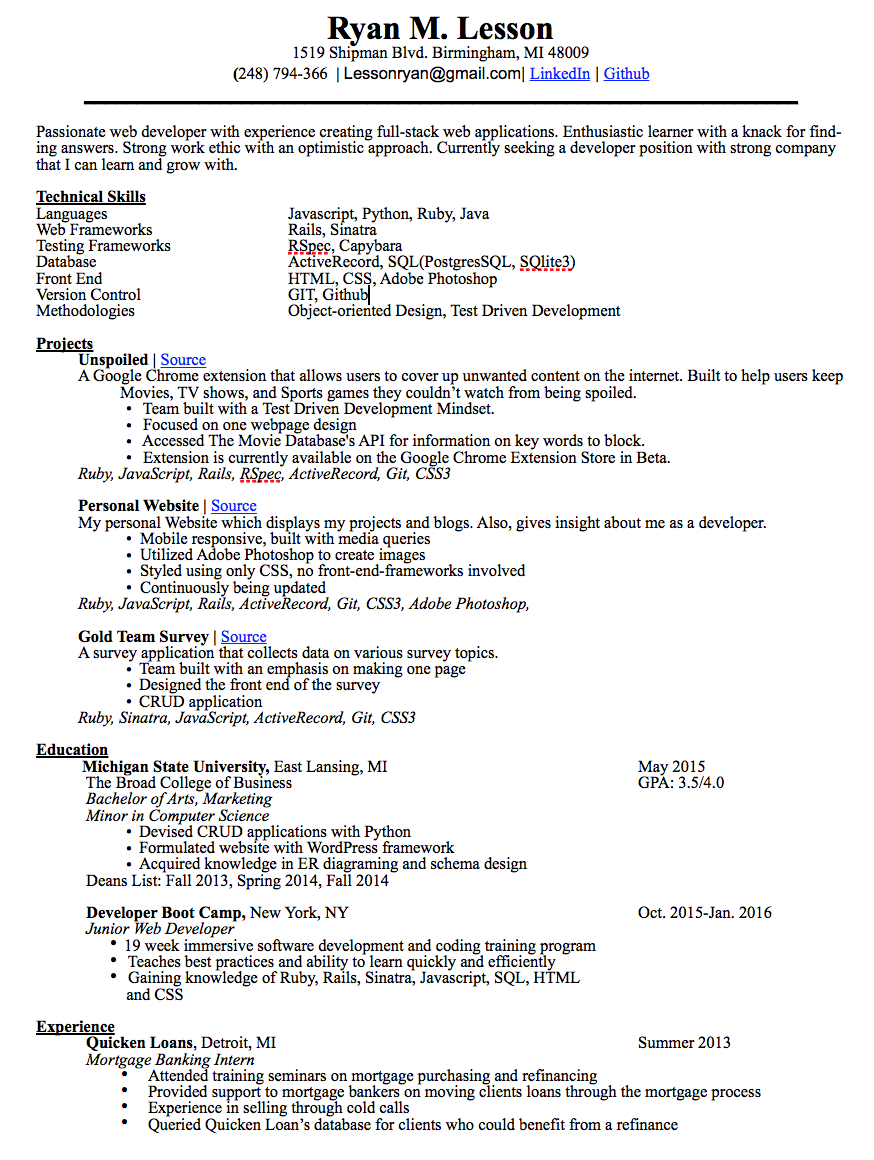 Ryan M. Lesson
1519 Shipman Blvd. Birmingham, MI 48009
(248) 794-366 | Lessonryan@gmail.com| LinkedIn | Github
Passionate web developer with experience creating full-stack web applications. Enthusiastic learner with a knack for find-
ing answers. Strong work ethic with an optimistic approach. Currently seeking a developer position with strong company
that I can learn and grow with.
Technical Skills
Languages Javascript, Python, Ruby, Java
Web Frameworks Rails, Sinatra
Testing Frameworks RSpec, Capybara
Database ActiveRecord, SQL(PostgresSQL, SQlite3)
Front End HTML, CSS, Adobe Photoshop
Version Control GIT, Github
Methodologies Object-oriented Design, Test Driven Development
Projects
Unspoiled | Source
A Google Chrome extension that allows users to cover up unwanted content on the internet. Built to help users keep
Movies, TV shows, and Sports games they couldn’t watch from being spoiled.
• Team built with a Test Driven Development Mindset.
• Focused on one webpage design
• Accessed The Movie Database's API for information on key words to block.
• Extension is currently available on the Google Chrome Extension Store in Beta.
Ruby, JavaScript, Rails, RSpec, ActiveRecord, Git, CSS3
Personal Website | Source
My personal Website which displays my projects and blogs. Also, gives insight about me as a developer.
• Mobile responsive, built with media queries
• Utilized Adobe Photoshop to create images
• Styled using only CSS, no front-end-frameworks involved
• Continuously being updated
Ruby, JavaScript, Rails, ActiveRecord, Git, CSS3, Adobe Photoshop,
Gold Team Survey | Source
A survey application that collects data on various survey topics.
• Team built with an emphasis on making one page
• Designed the front end of the survey
• CRUD application
Ruby, Sinatra, JavaScript, ActiveRecord, Git, CSS3
Education
Michigan State University, East Lansing, MI May 2015
The Broad College of Business GPA: 3.5/4.0
Bachelor of Arts, Marketing
Minor in Computer Science
• Devised CRUD applications with Python
• Formulated website with WordPress framework
• Acquired knowledge in ER diagraming and schema design
Deans List: Fall 2013, Spring 2014, Fall 2014
Developer Boot Camp, New York, NY Oct. 2015-Jan. 2016
Junior Web Developer
• 19 week immersive software development and coding training program
• Teaches best practices and ability to learn quickly and efficiently
• Gaining knowledge of Ruby, Rails, Sinatra, Javascript, SQL, HTML
and CSS
Experience
Quicken Loans, Detroit, MI Summer 2013
Mortgage Banking Intern
• Attended training seminars on mortgage purchasing and refinancing
• Provided support to mortgage bankers on moving clients loans through the mortgage process
• Experience in selling through cold calls
• Queried Quicken Loan’s database for clients who could benefit from a refinance